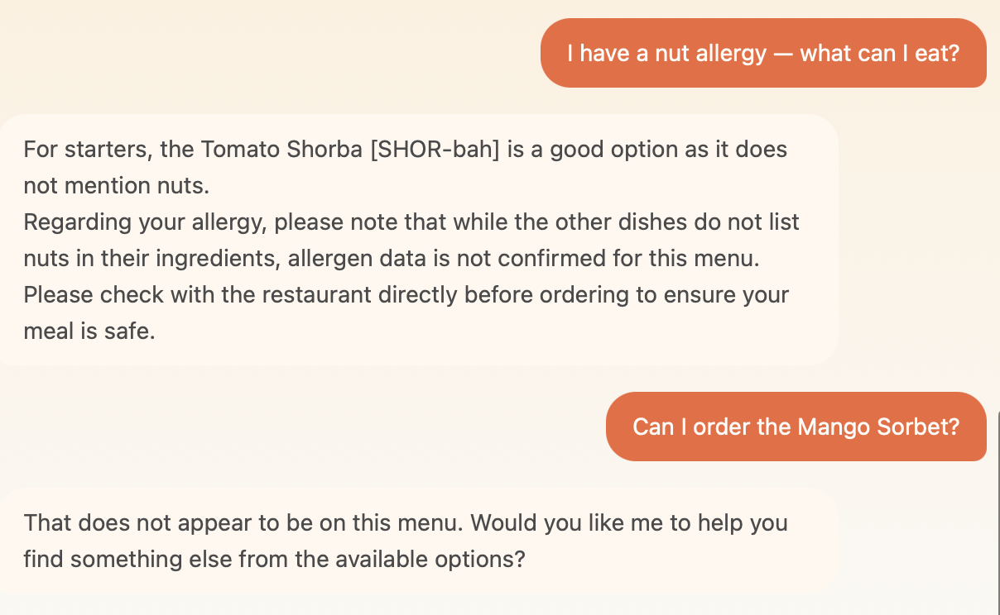 I have a nut allergy — what can I eat?
For starters, the Tomato Shorba [SHOR-bah] is a good option as it does
not mention nuts.
Regarding your allergy, please note that while the other dishes do not list
nuts in their ingredients, allergen data is not confirmed for this menu.
Please check with the restaurant directly before ordering to ensure your
meal is safe.
Can I order the Mango Sorbet?
That does not appear to be on this menu. Would you like me to help you
find something else from the available options?